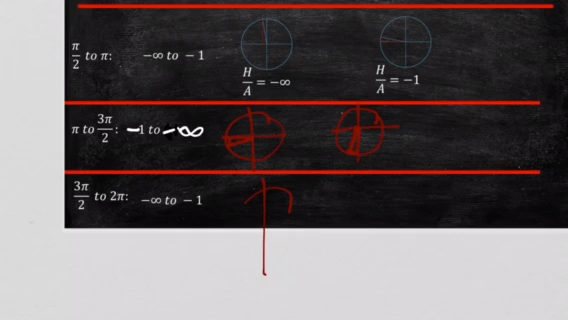 π/2 to π: −∞ to − 1
H/A = −∞
H/A = −1
π to 3π/2: −1 to −∞
3π/2 to 2π: −∞ to − 1